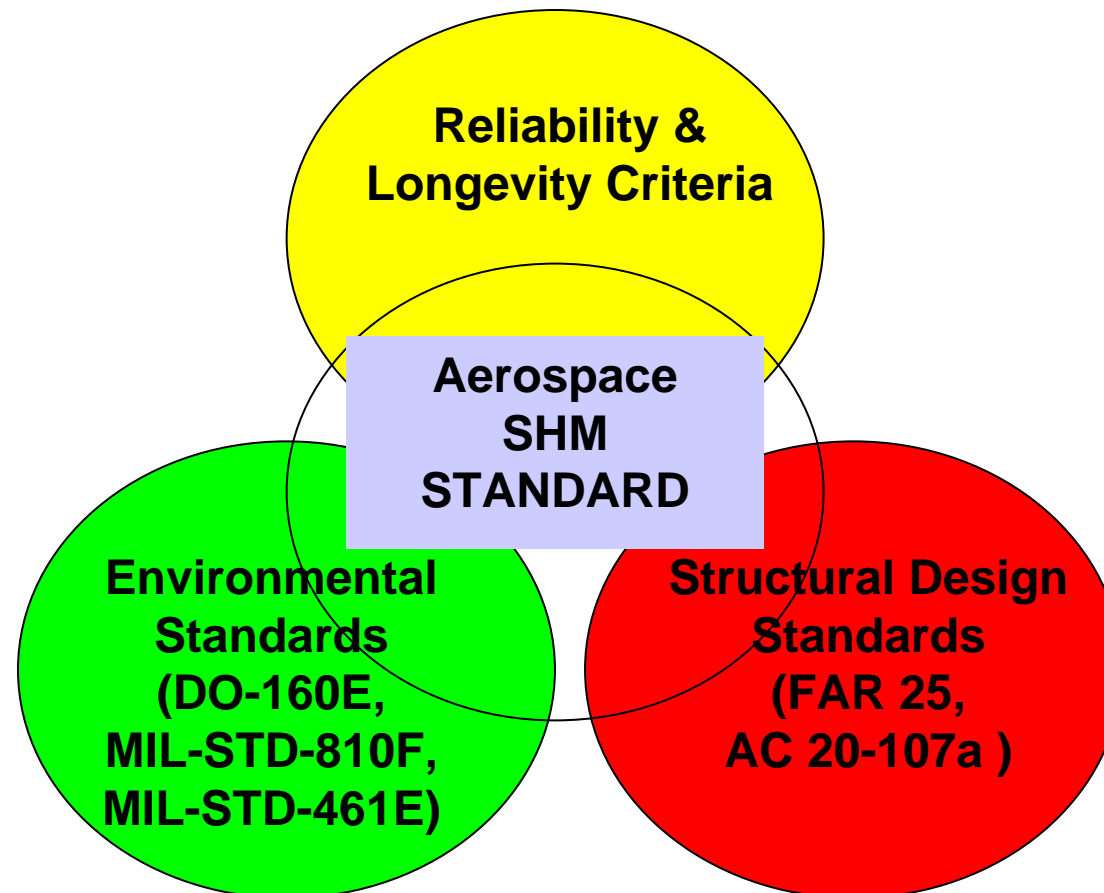 Reliability &
Longevity Criteria
Aerospace
SHM
STANDARD
Environmental
Standards
(DO-160E,
MIL-STD-810F,
MIL-STD-461E)
Structural Design
Standards
(FAR 25,
AC 20-107a )